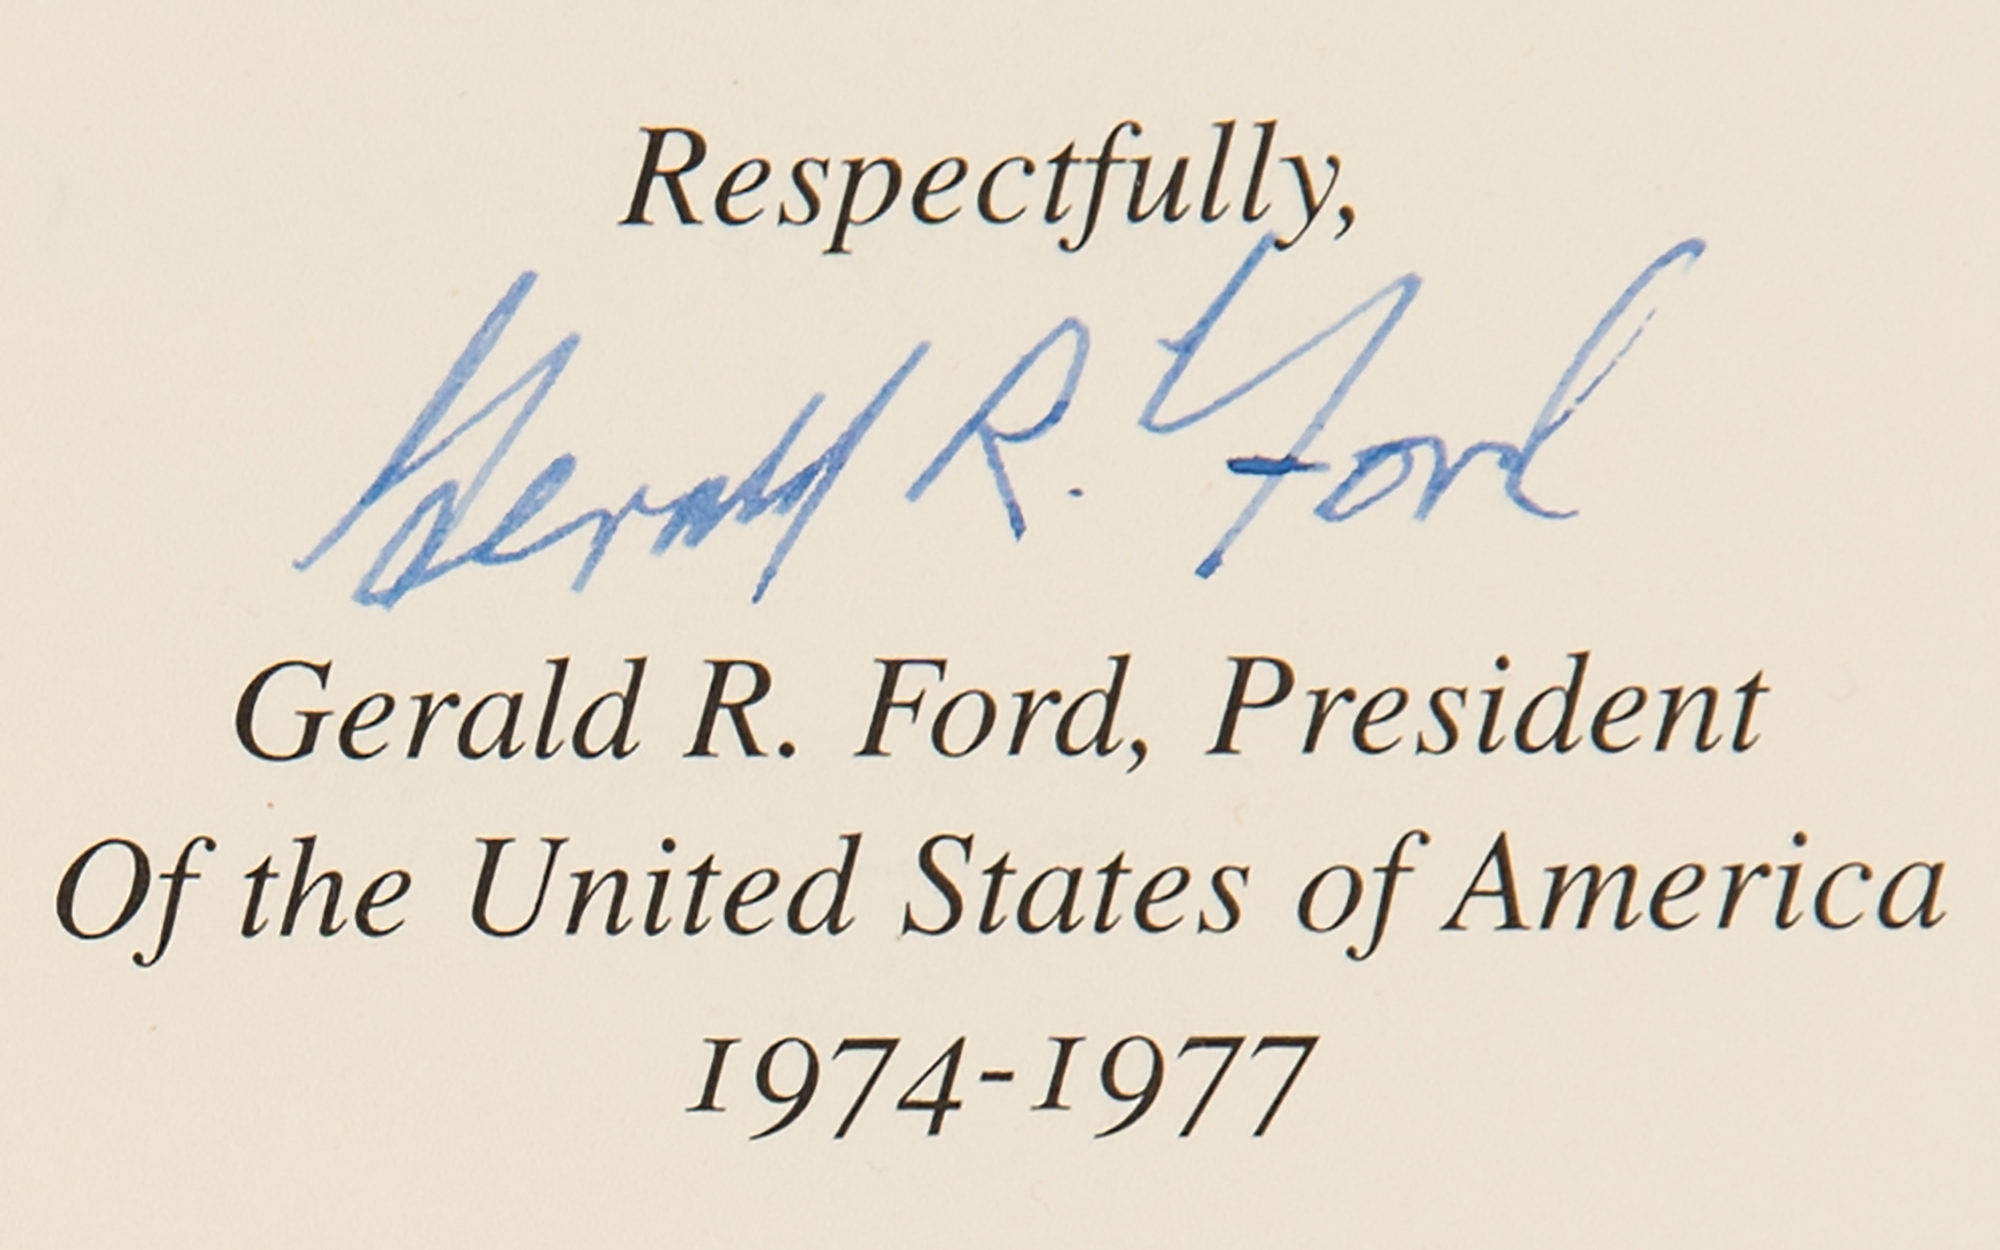 Respectfully,
Gerald R. Ford
Gerald R. Ford, President
Of the United States of America
1974-1977